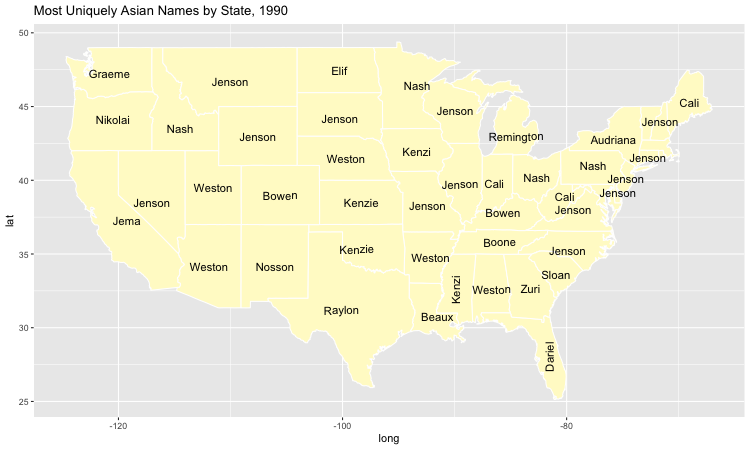 Most Uniquely Asian Names by State, 1990
50
45
40
35
30
25
lat
Graeme
Jenson
Elif
Nash
Cali
Nikolai
Nash
Jenson
Jenson
Jenson
Remington
Jenson
Audriana
Weston
Kenzi
Nash
Nash
Jenson
Jenson
Weston
Bowen
Kenzie
Jenson
Jenson
Cali
Bowen
Cali
Jenson
Jenson
Jenson
Jema
Weston
Nosson
Kenzie
Weston
Boone
Jenson
Sloan
Raylon
Beaux
Kenzi
Weston
Zuri
Dariel
-120
-100
-80
long